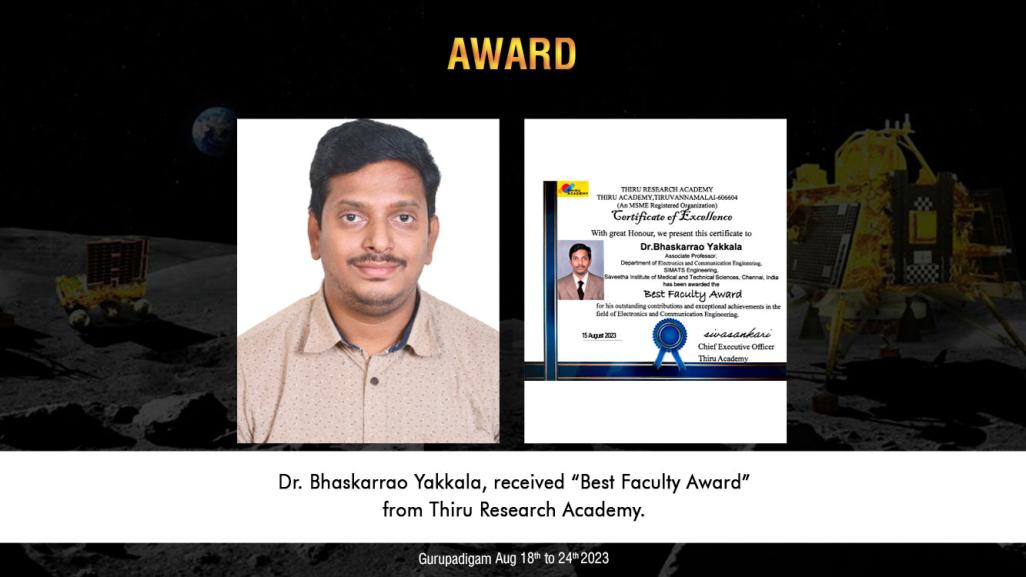 AWARD
THIRU
ACADEMY
THIRU RESEARCH ACADEMY
THIRU ACADEMY,TIRUVANNAMALAI-606604
(An MSME Registered Organization)
Certificate of Excellence
With great Honour, we present this certificate to
Dr.Bhaskarrao Yakkala
Associate Professor,
Department of Electronics and Communication Engineering,
SIMATS Engineering,
Saveetha Institute of Medical and Technical Sciences, Chennai, India
has been awarded the
Best Faculty Award
for his outstanding contributions and exceptional achievements in the
field of Electronics and Communication Engineering.
15 August 2023
sivasankari
Chief Executive Officer
Thiru Academy
Dr. Bhaskarrao Yakkala, received “Best Faculty Award”
from Thiru Research Academy.
Gurupadigam Aug 18th to 24th 2023